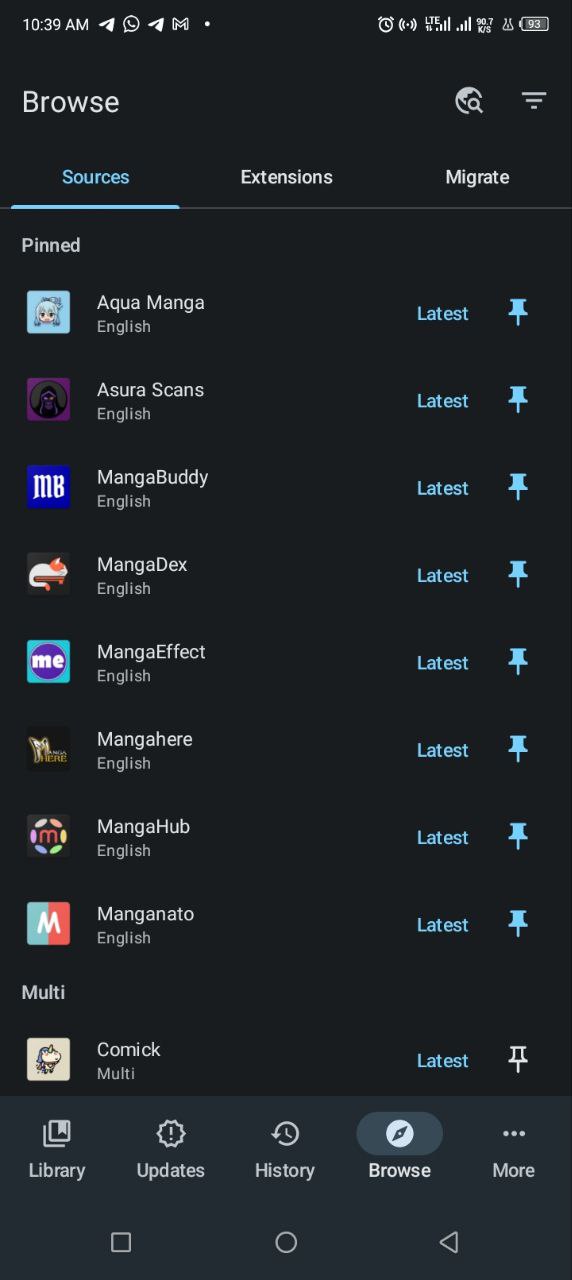 10:39 AM
LTE
90.7
K/S
93
Browse
Sources
Extensions
Migrate
Pinned
Aqua Manga
English
Latest
Asura Scans
English
Latest
MB
MangaBuddy
English
Latest
MangaDex
English
Latest
me
MangaEffect
English
Latest
MANGA
HERE
Mangahere
English
Latest
m
MangaHub
English
Latest
M
Manganato
English
Latest
Multi
Comick
Multi
Latest
Library
Updates
History
Browse
More